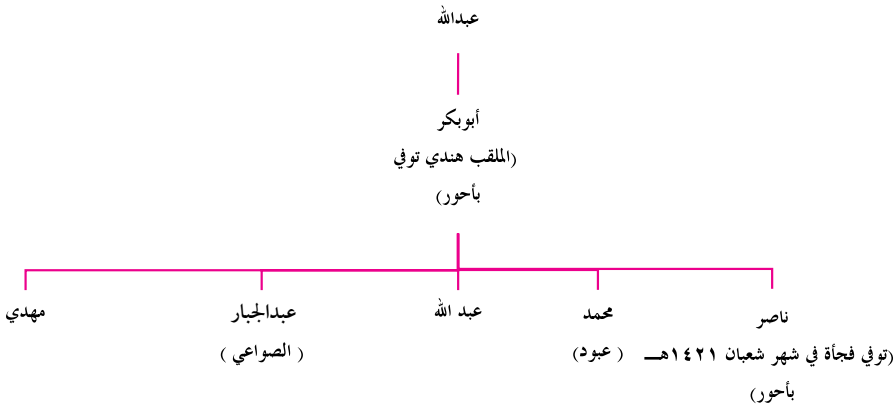 عبدالله
أبوبكر
(الملقب هندي توفي
بأحور)
ناصر
(توفي فجأة في شهر شعبان ١٤٢١هـــ
بأحور)
محمد
( عبود)
عبد الله
عبدالجبار
( الصواعي )
مهدي